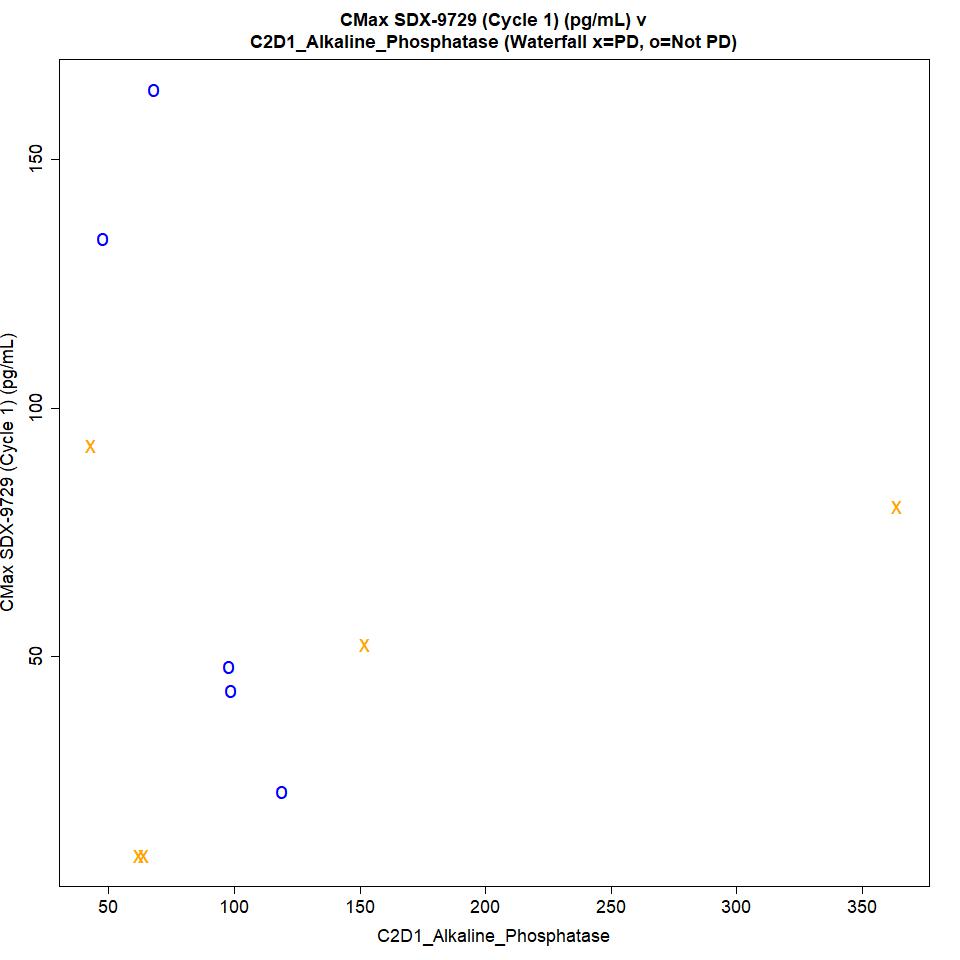 CMax SDX-9729 (Cycle 1) (pg/mL) v
C2D1_Alkaline_Phosphatase (Waterfall x=PD, o=Not PD)
CMax SDX-9729 (Cycle 1) (pg/mL)
150
100
50
O
O
X
X
X
O
O
O
XX
50 100 150 200 250 300 350
C2D1_Alkaline_Phosphatase